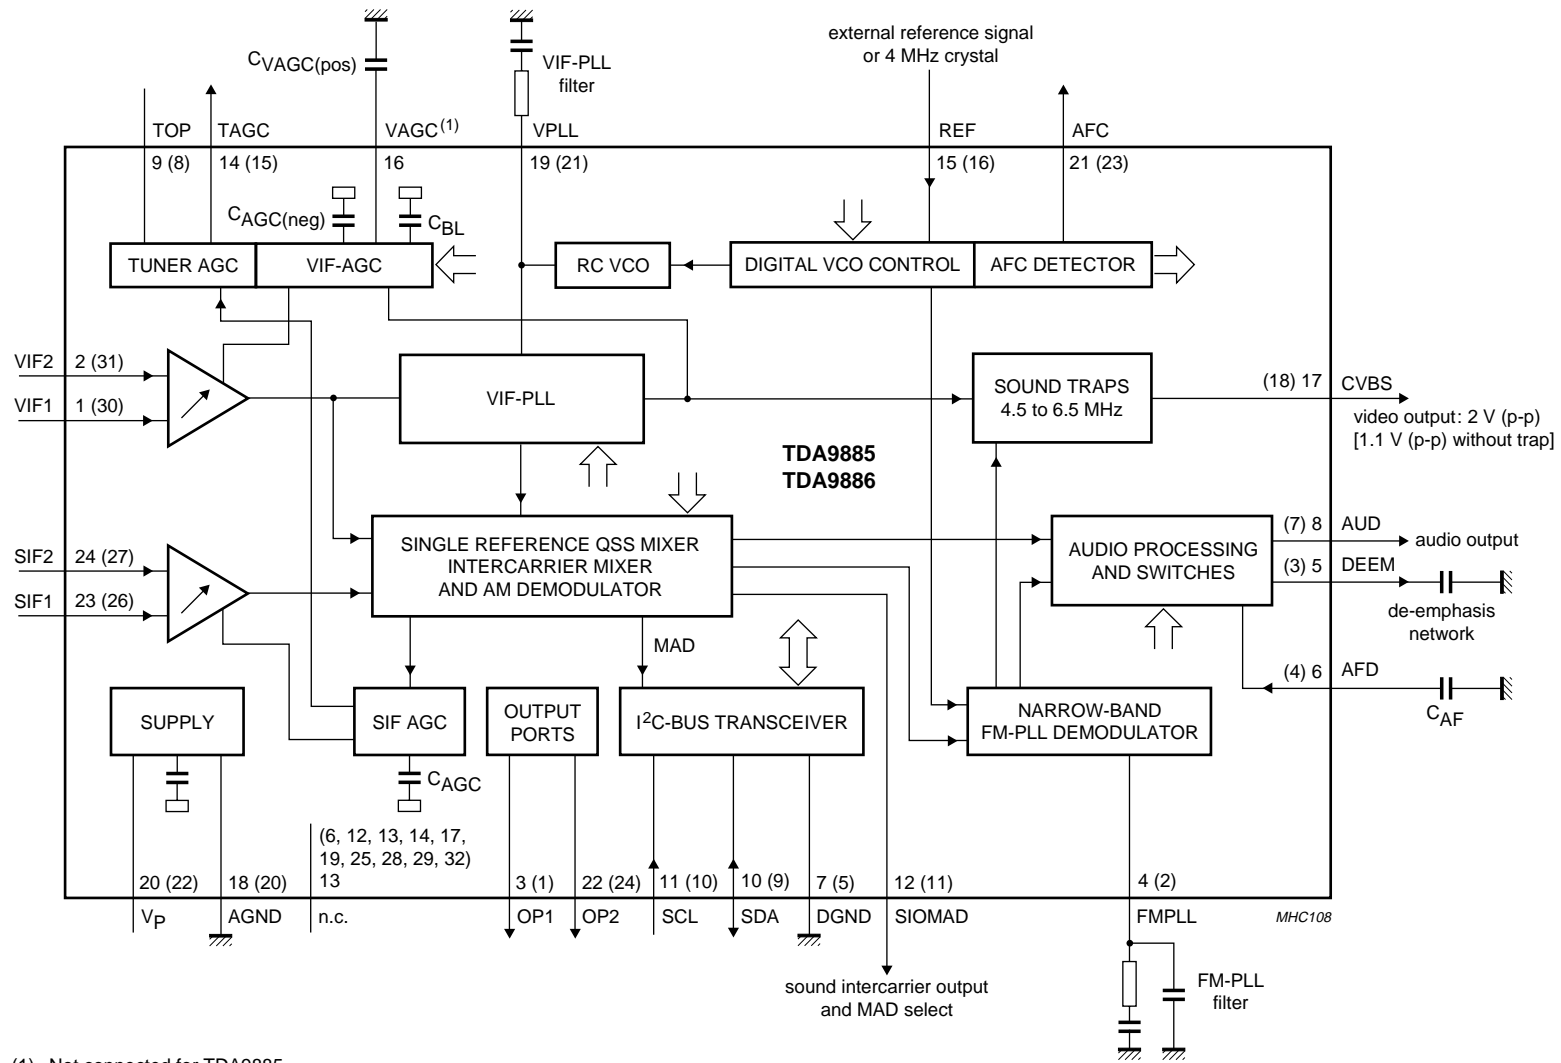 external reference signal
or 4 MHz crystal
CVAGC(pos)
VIF-PLL
filter
TOP
TAGC
VAGC(1)
VPLL
REF
AFC
9 (8)
14 (15)
16
19 (21)
15 (16)
21 (23)
CAGC(neg)
CBL
TUNER AGC
VIF-AGC
RC VCO
DIGITAL VCO CONTROL
AFC DETECTOR
VIF2
2 (31)
VIF1
1 (30)
VIF-PLL
SOUND TRAPS
4.5 to 6.5 MHz
(18) 17
CVBS
video output: 2 V (p-p)
[1.1 V (p-p) without trap]
TDA9885
TDA9886
SIF2
24 (27)
SIF1
23 (26)
SINGLE REFERENCE QSS MIXER
INTERCARRIER MIXER
AND AM DEMODULATOR
AUDIO PROCESSING
AND SWITCHES
(7) 8
AUD
audio output
(3) 5
DEEM
de-emphasis
network
(4) 6
AFD
CAF
MAD
SUPPLY
SIF AGC
OUTPUT
PORTS
I2C-BUS TRANSCEIVER
NARROW-BAND
FM-PLL DEMODULATOR
CAGC
(6, 12, 13, 14, 17,
19, 25, 28, 29, 32)
13
20 (22)
18 (20)
3 (1)
22 (24)
11 (10)
10 (9)
7 (5)
12 (11)
4 (2)
VP
AGND
n.c.
OP1
OP2
SCL
SDA
DGND
SIOMAD
FMPLL
MHC108
sound intercarrier output
and MAD select
FM-PLL
filter
(1) Not connected for TDA9885